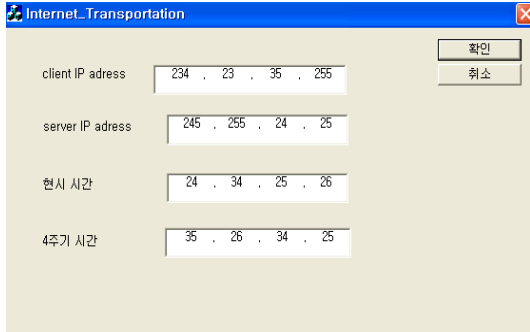 Internet_Transportation
확인
client IP adress 234 . 23 . 35 . 255
취소
server IP adress 245 . 255 . 24 . 25
현시 시간 24 . 34 . 25 . 26
4주기 시간 35 . 26 . 34 . 25